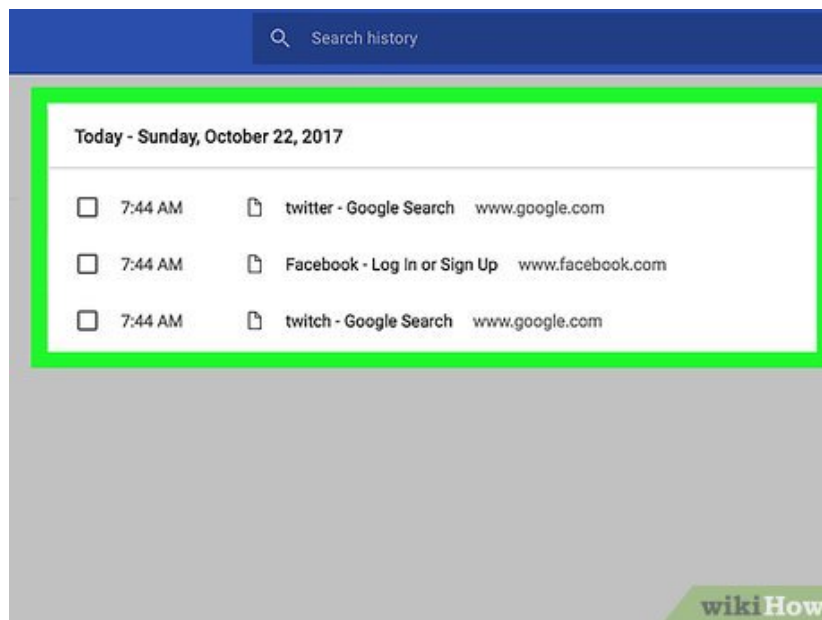 Search history
Today - Sunday, October 22, 2017
7:44 AM twitter - Google Search www.google.com
7:44 AM Facebook - Log In or Sign Up www.facebook.com
7:44 AM twitch - Google Search www.google.com
wikiHow